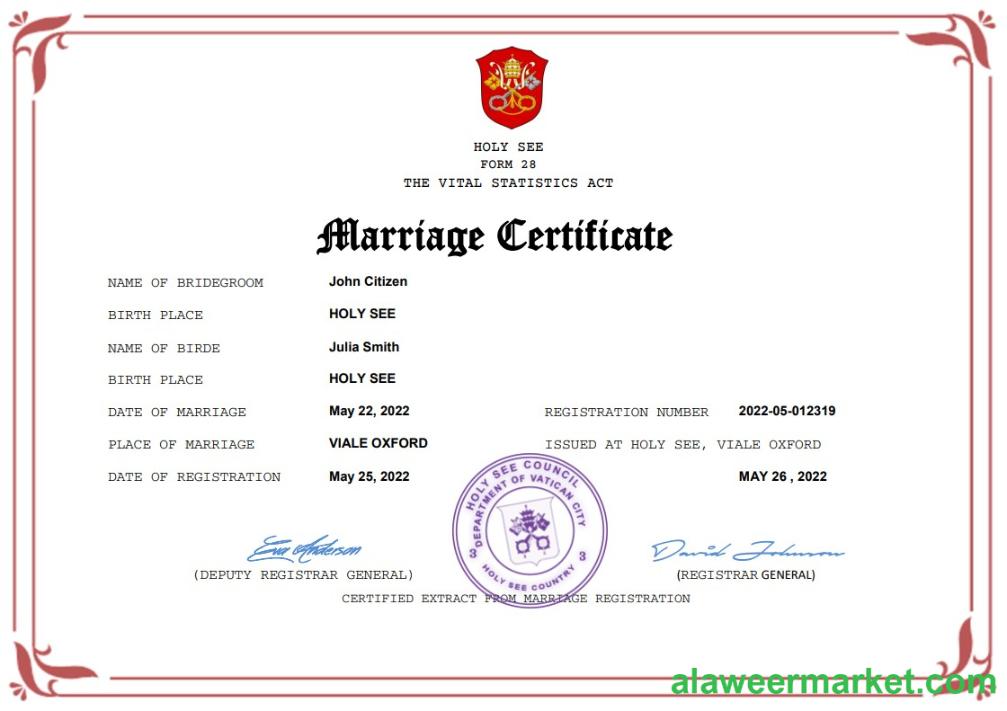 HOLY SEE
FORM 28
THE VITAL STATISTICS ACT
Marriage Certificate
NAME OF BRIDEGROOM John Citizen
BIRTH PLACE HOLY SEE
NAME OF BIRDE Julia Smith
BIRTH PLACE HOLY SEE
DATE OF MARRIAGE May 22, 2022 REGISTRATION NUMBER 2022-05-012319
PLACE OF MARRIAGE VIALE OXFORD ISSUED AT HOLY SEE, VIALE OXFORD
DATE OF REGISTRATION May 25, 2022 MAY 26 , 2022
HOLY SEE COUNCIL
DEPARTMENT OF VATICAN CITY
3 3
HOLY SEE COUNTRY
Eva Anderson David Johnson
(DEPUTY REGISTRAR GENERAL) (REGISTRAR GENERAL)
CERTIFIED EXTRACT FROM MARRIAGE REGISTRATION
alaweermarket.com